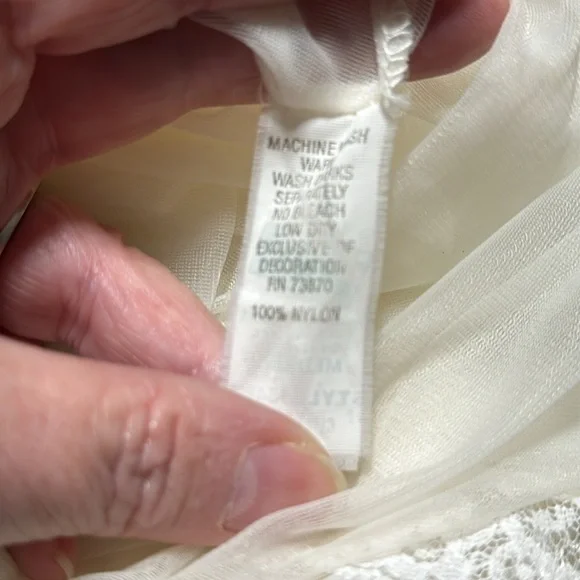 MACHINE WASH
WARM
WASH DARKS
SEPARATELY
NO BLEACH
LOW DRY
EXCLUSIVE OF
DECORATION
RN 73870
100% NYLON